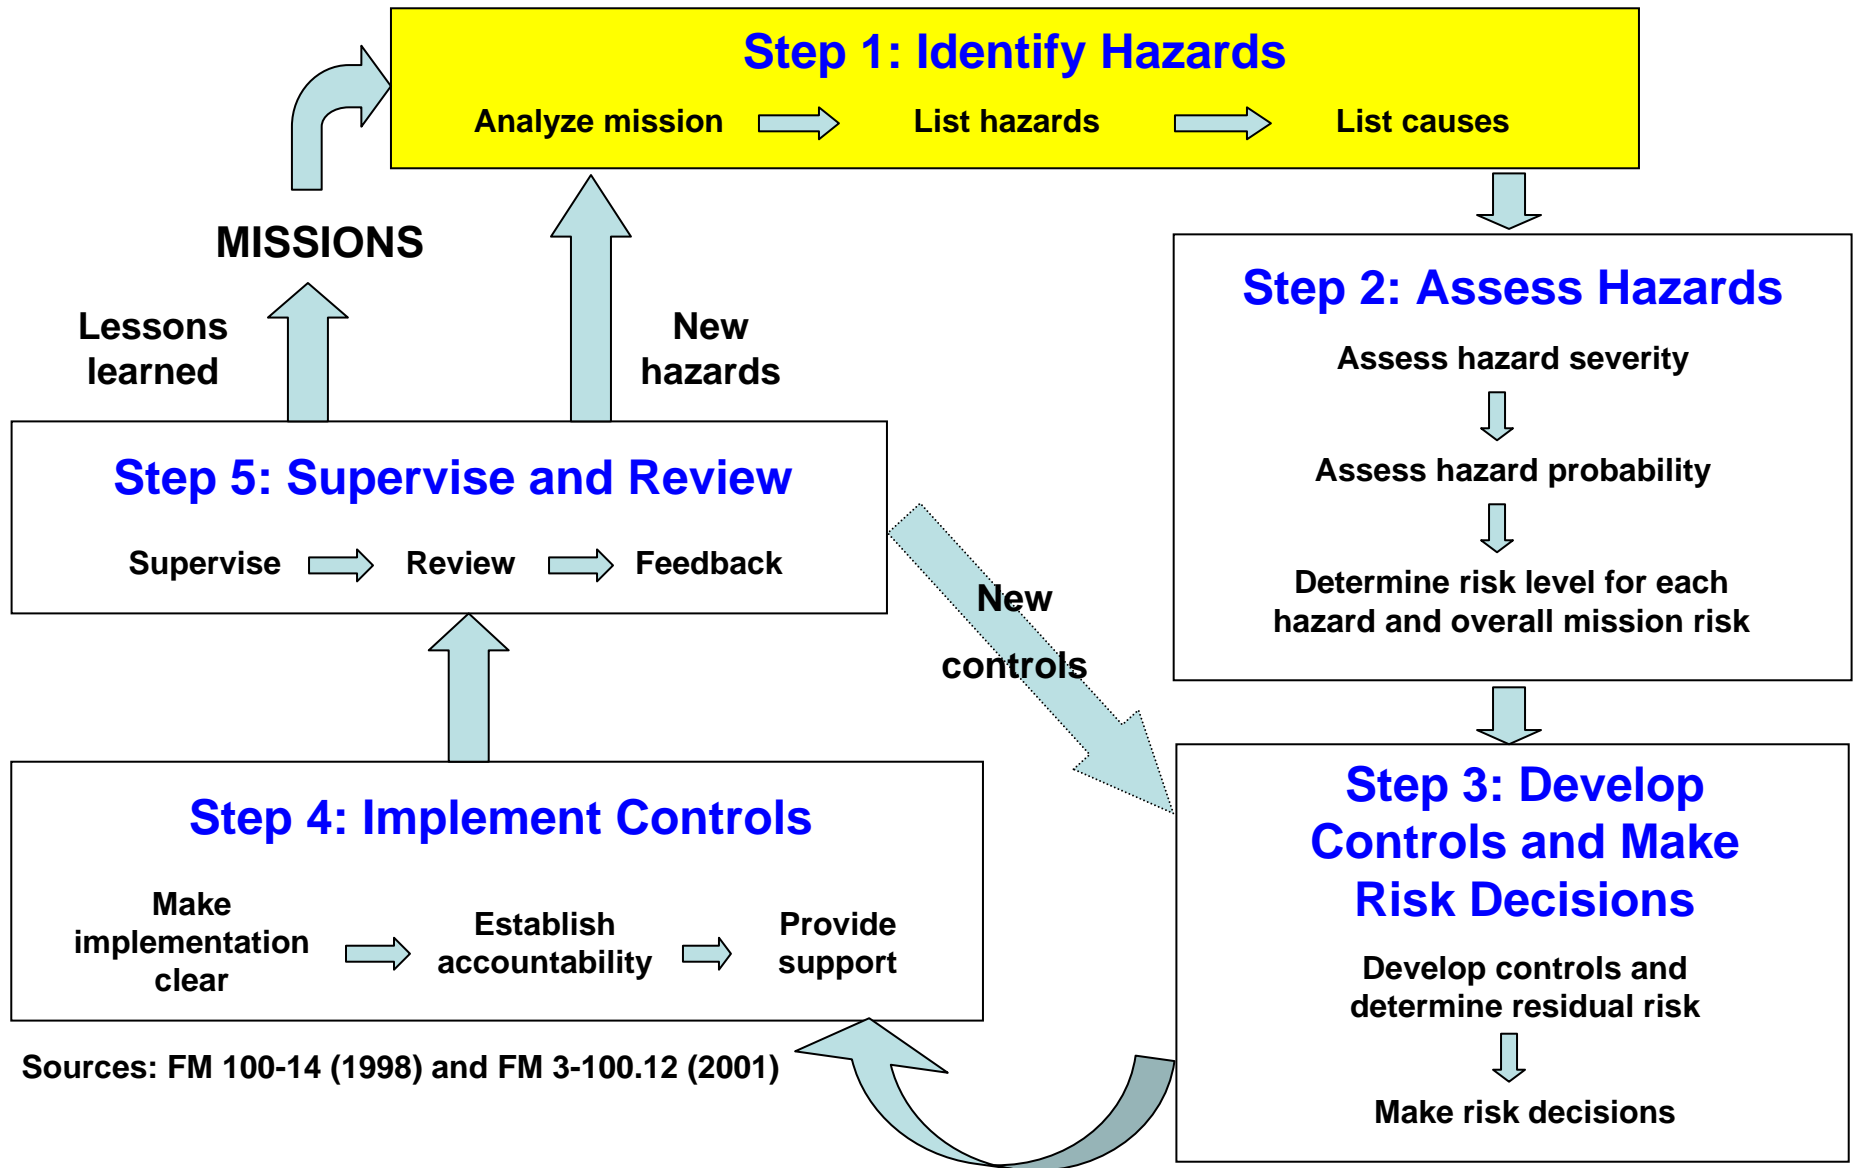 Step 1: Identify Hazards
Analyze mission
List hazards
List causes
MISSIONS
Lessons
learned
New
hazards
Step 2: Assess Hazards
Assess hazard severity
Assess hazard probability
Determine risk level for each
hazard and overall mission risk
Step 5: Supervise and Review
Supervise
Review
Feedback
New
controls
Step 3: Develop
Controls and Make
Risk Decisions
Develop controls and
determine residual risk
Make risk decisions
Step 4: Implement Controls
Make
implementation
clear
Establish
accountability
Provide
support
Sources: FM 100-14 (1998) and FM 3-100.12 (2001)